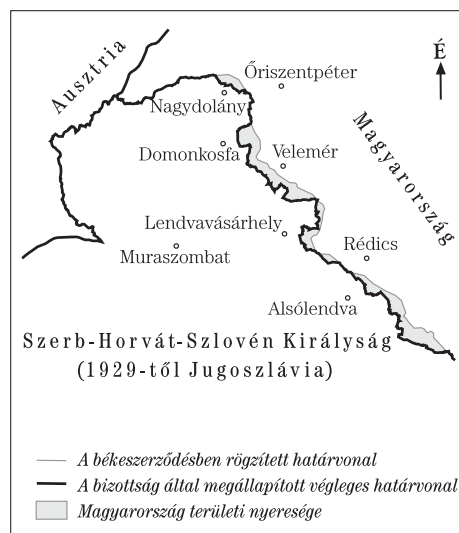 Ausztria
Őriszentpéter
É
Nagydolány
Magyarország
Domonkosfa
Velemér
Lendvavásárhely
Muraszombat
Rédics
Alsólendva
Szerb-Horvát-Szlovén Királyság
(1929-től Jugoszlávia)
A békeszerződésben rögzített határvonal
A bizottság által megállapított végleges határvonal
Magyarország területi nyeresége